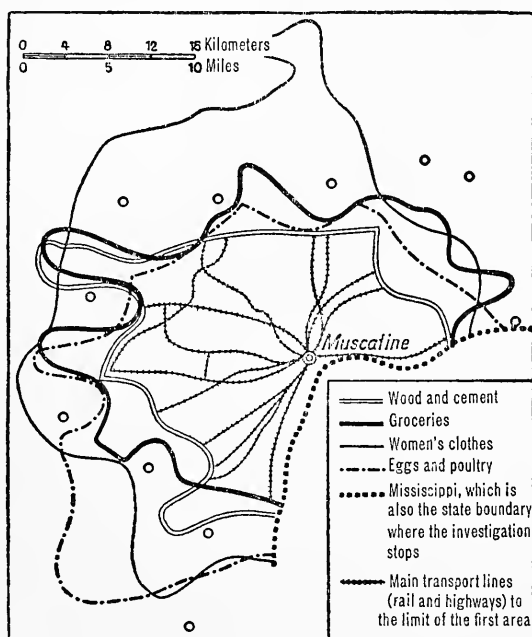 0 4 8 12 16 Kilometers
0 5 10 Miles
Muscatine
Wood and cement
Groceries
Women's clothes
Eggs and poultry
Mississippi, which is
also the state boundary
where the investigation
stops
Main transport lines
(rail and highways) to
the limit of the first area